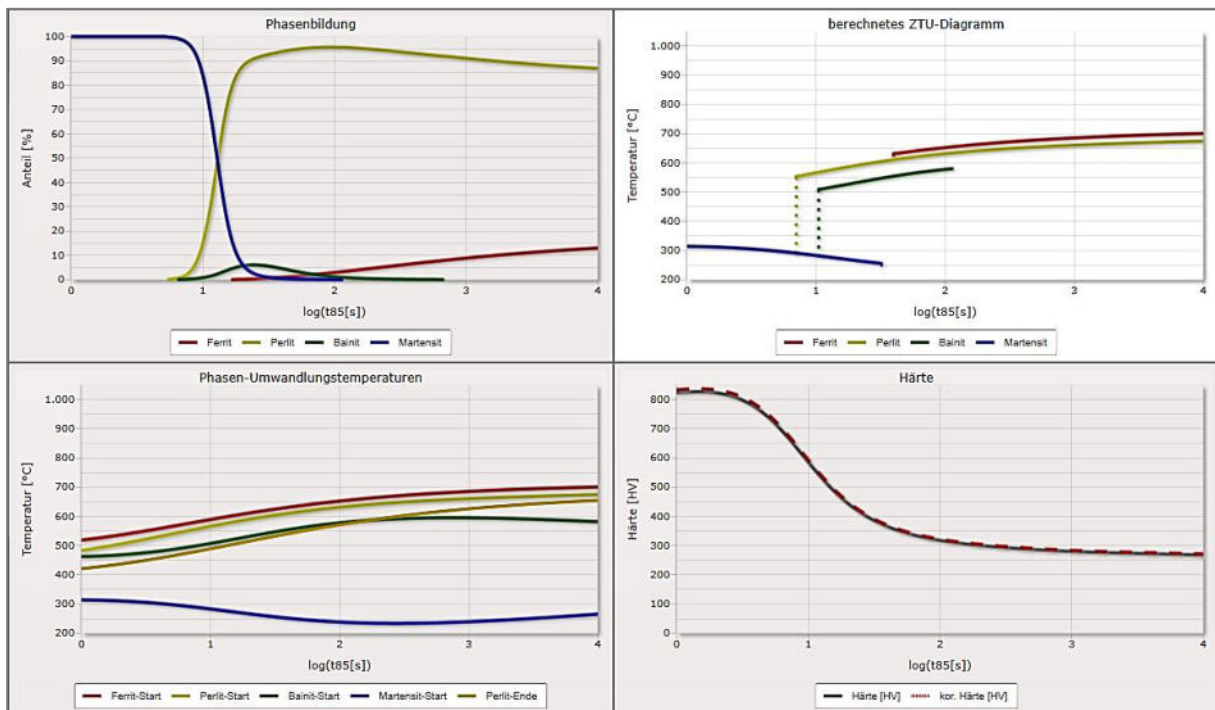 Phasenbildung
Anteil [%]
100
90
80
70
60
50
40
30
20
10
0
0 1 2 3 4
log(t85[s])
Ferrit Perlit Bainit Martensit
berechnetes ZTU-Diagramm
Temperatur [°C]
1.000
900
800
700
600
500
400
300
200
0 1 2 3 4
log(t85[s])
Ferrit Perlit Bainit Martensit
Phasen-Umwandlungstemperaturen
Temperatur [°C]
1.000
900
800
700
600
500
400
300
200
0 1 2 3 4
log(t85[s])
Ferrit-Start Perlit-Start Bainit-Start Martensit-Start Perlit-Ende
Härte
Härte [HV]
800
700
600
500
400
300
200
100
0
0 1 2 3 4
log(t85[s])
Härte [HV] kor. Härte [HV]